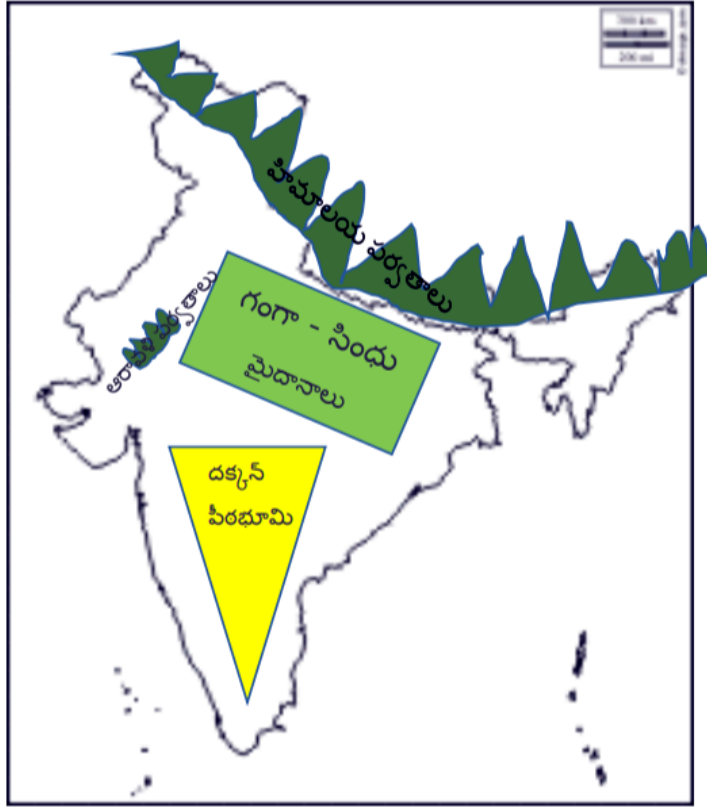 హిమాలయ పర్వతాలు
ఆరావళి పర్వతాలు
గంగా - సింధు
మైదానాలు
దక్కన్
పీఠభూమి